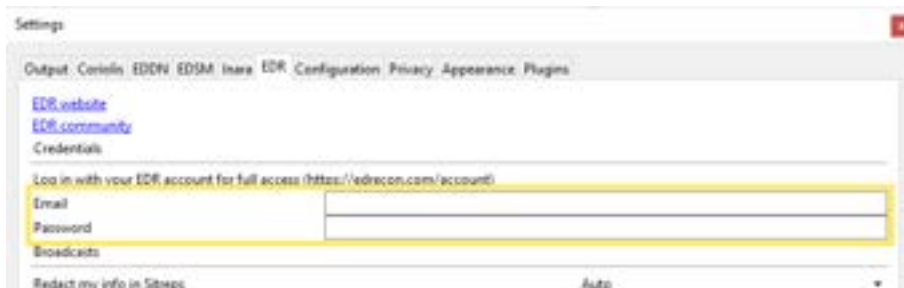 Settings
Output Coriolis EDDN EDSM Inara EDR Configuration Privacy Appearance Plugins
EDR website
EDR community
Credentials
Log in with your EDR account for full access (https://edrecon.com/account)
Email
Password
Broadcasts
Redact my info in Sitreps Auto